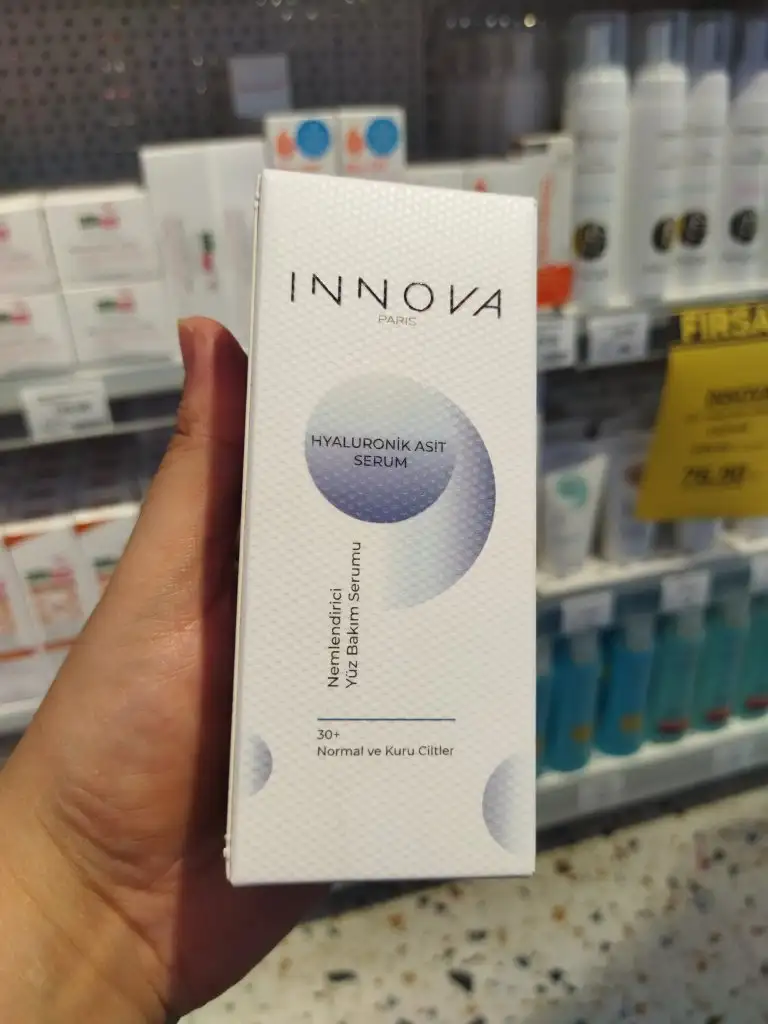 INNOVA
PARIS
HYALURONİK ASİT
SERUM
Nemlendirici
Yüz Bakım Serumu
30+
Normal ve Kuru Ciltler
FIRSA